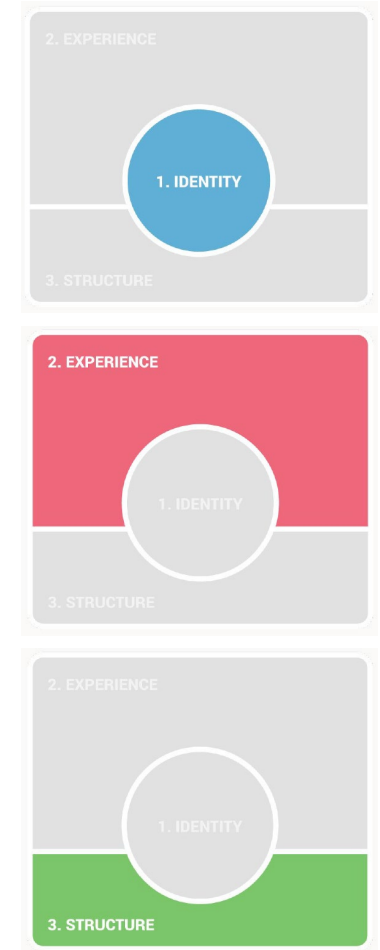 2. EXPERIENCE
1. IDENTITY
3. STRUCTURE
2. EXPERIENCE
1. IDENTITY
3. STRUCTURE
2. EXPERIENCE
1. IDENTITY
3. STRUCTURE